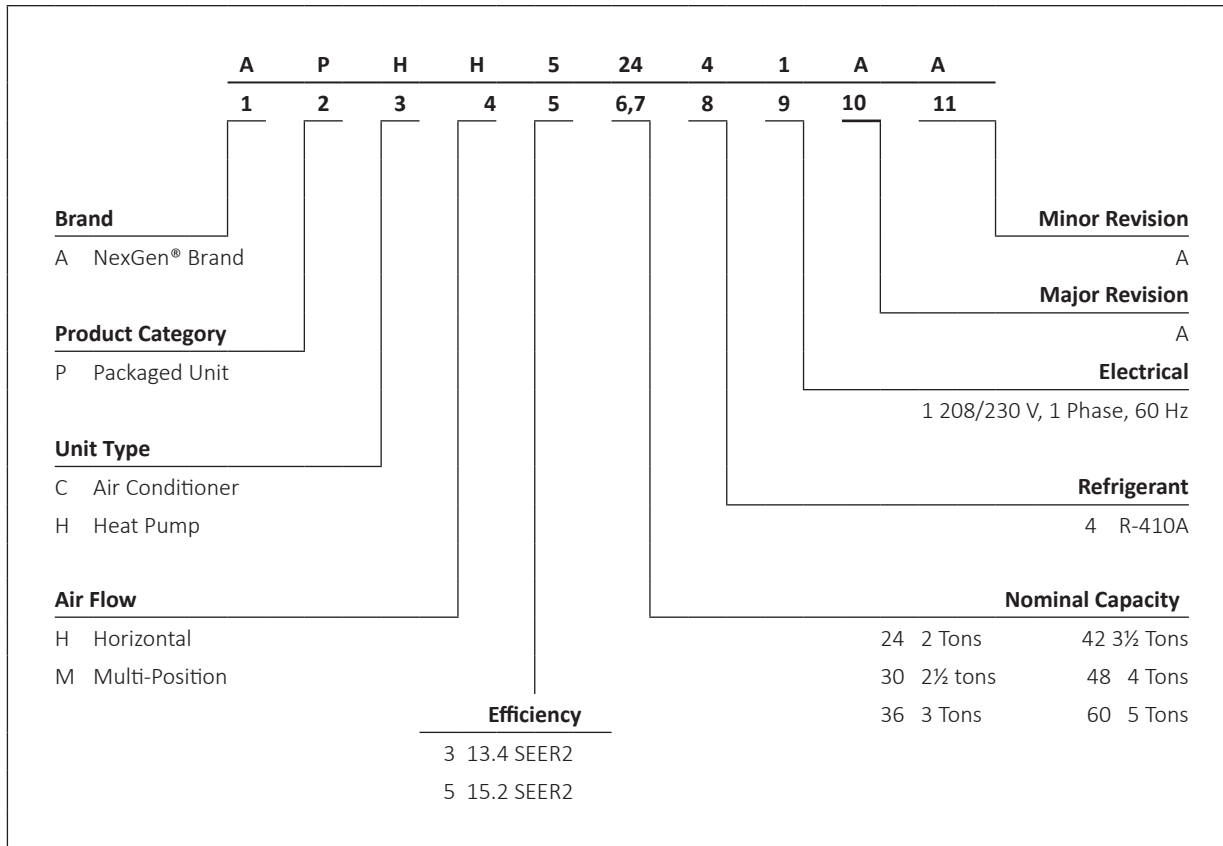 A P H H 5 24 4 1 A A
1 2 3 4 5 6,7 8 9 10 11
Brand
A NexGen® Brand
Product Category
P Packaged Unit
Unit Type
C Air Conditioner
H Heat Pump
Air Flow
H Horizontal
M Multi-Position
Efficiency
3 13.4 SEER2
5 15.2 SEER2
Minor Revision
A
Major Revision
A
Electrical
1 208/230 V, 1 Phase, 60 Hz
Refrigerant
4 R-410A
Nominal Capacity
24 2 Tons 42 3½ Tons
30 2½ tons 48 4 Tons
36 3 Tons 60 5 Tons